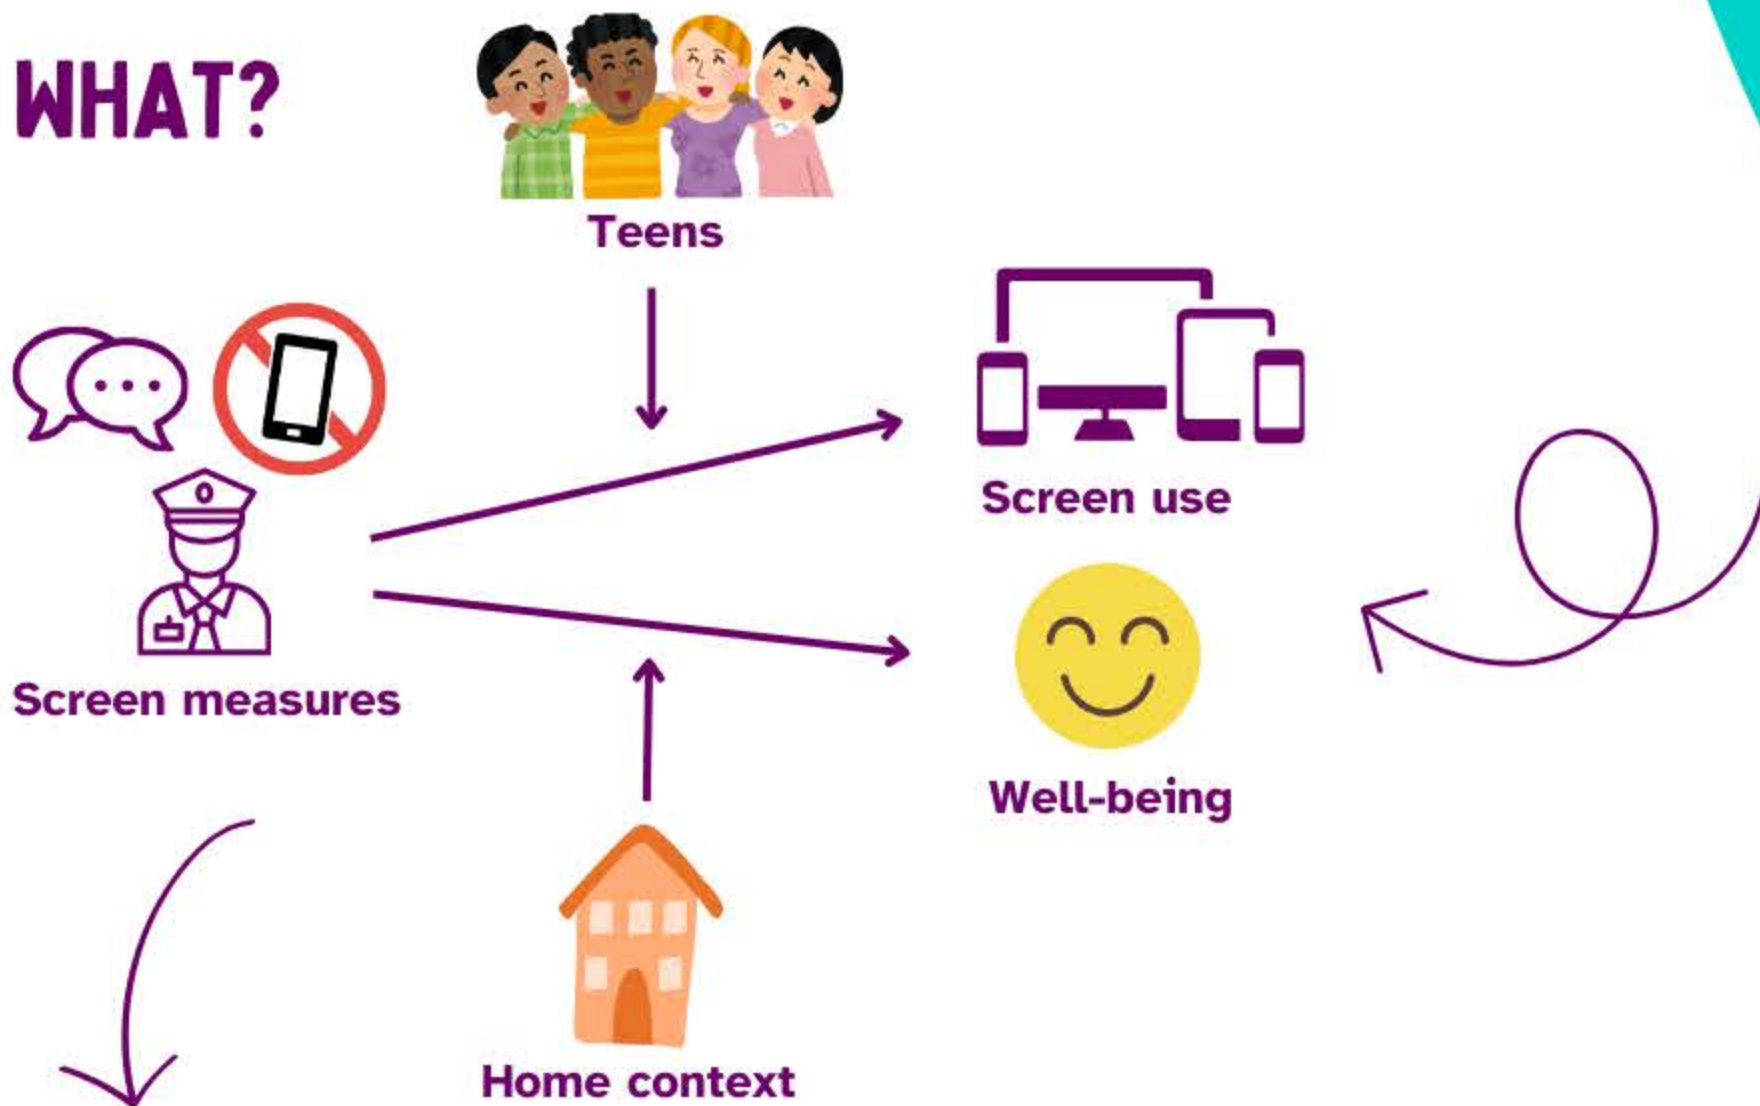 WHAT?
Teens
Screen use
Screen measures
Well-being
Home context